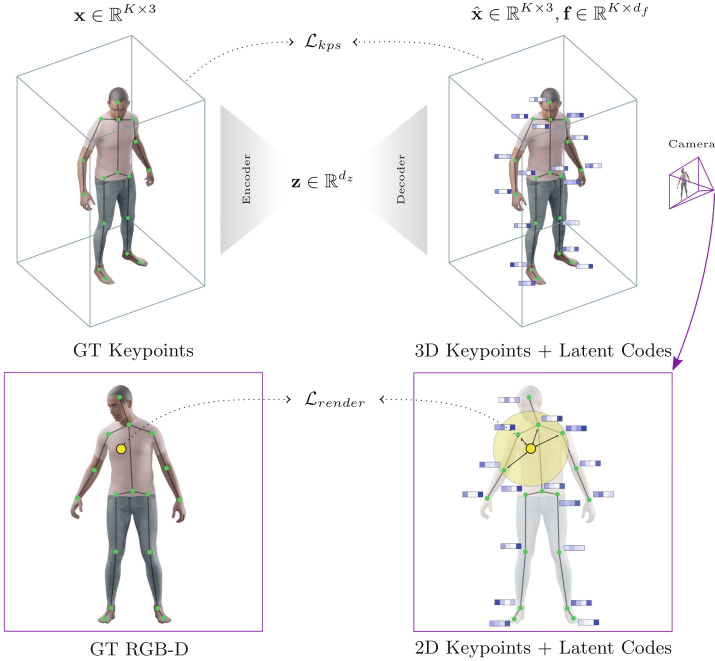 𝐱 ∈ ℝ^{K×3}
𝐱̂ ∈ ℝ^{K×3}, 𝐟 ∈ ℝ^{K×d_f}
ℒ_{kps}
Camera
Encoder
𝐳 ∈ ℝ^{d_z}
Decoder
GT Keypoints
3D Keypoints + Latent Codes
ℒ_{render}
GT RGB-D
2D Keypoints + Latent Codes